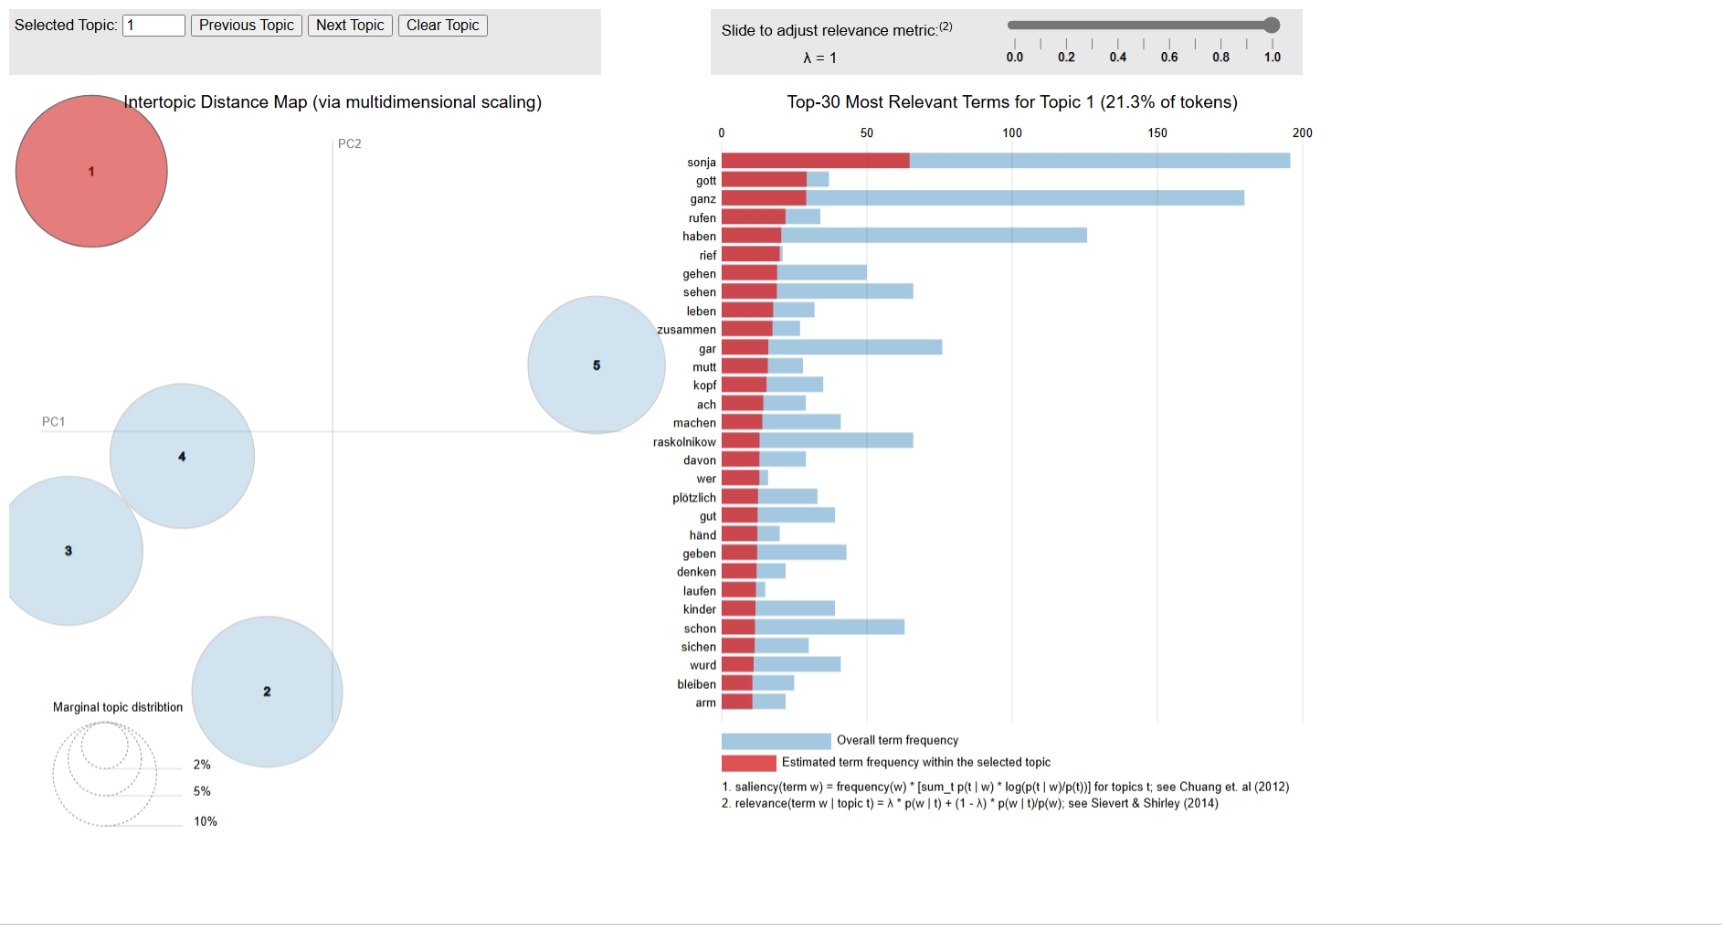 Selected Topic: 1 Previous Topic Next Topic Clear Topic
Slide to adjust relevance metric:(2)
λ = 1
0.0 0.2 0.4 0.6 0.8 1.0
Intertopic Distance Map (via multidimensional scaling)
PC2
PC1
1
5
4
3
2
Marginal topic distribtion
2%
5%
10%
Top-30 Most Relevant Terms for Topic 1 (21.3% of tokens)
0 50 100 150 200
sonja
gott
ganz
rufen
haben
rief
gehen
sehen
leben
zusammen
gar
mutt
kopf
ach
machen
raskolnikow
davon
wer
plötzlich
gut
händ
geben
denken
laufen
kinder
schon
sichen
wurd
bleiben
arm
Overall term frequency
Estimated term frequency within the selected topic
1. saliency(term w) = frequency(w) * [sum_t p(t | w) * log(p(t | w)/p(t))] for topics t; see Chuang et. al (2012)
2. relevance(term w | topic t) = λ * p(w | t) + (1 - λ) * p(w | t)/p(w); see Sievert & Shirley (2014)